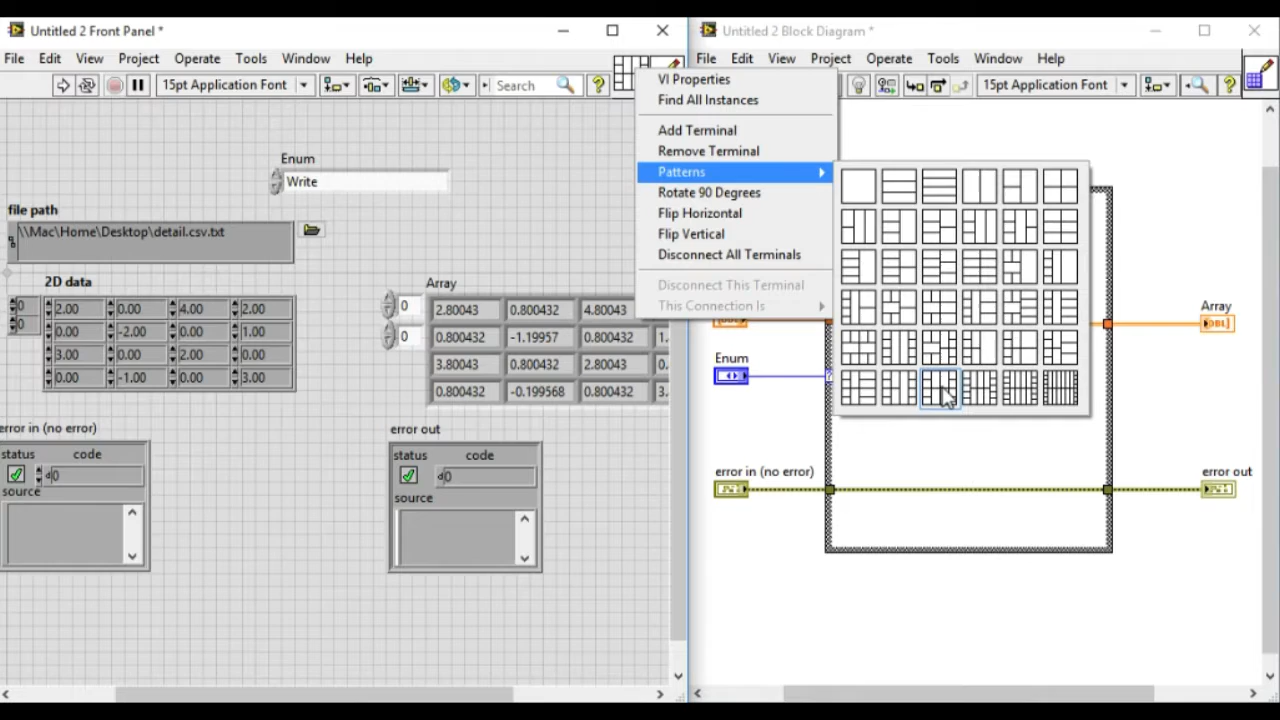 Untitled 2 Front Panel *
File Edit View Project Operate Tools Window Help
15pt Application Font
Search
?
Enum
Write
file path
\\Mac\Home\Desktop\detail.csv.txt
2D data
0
0
2.00 0.00 4.00 2.00
0.00 -2.00 0.00 1.00
3.00 0.00 2.00 0.00
0.00 -1.00 0.00 3.00
Array
0
0
2.80043 0.800432 4.80043
0.800432 -1.19957 0.800432 1.
3.80043 0.800432 2.80043 0.
0.800432 -0.199568 0.800432 3.
error in (no error)
status code
0
source
error out
status code
0
source
VI Properties
Find All Instances
Add Terminal
Remove Terminal
Patterns
Rotate 90 Degrees
Flip Horizontal
Flip Vertical
Disconnect All Terminals
Disconnect This Terminal
This Connection Is
Untitled 2 Block Diagram *
File Edit View Project Operate Tools Window Help
15pt Application Font
?
Enum
Array
error in (no error)
error out